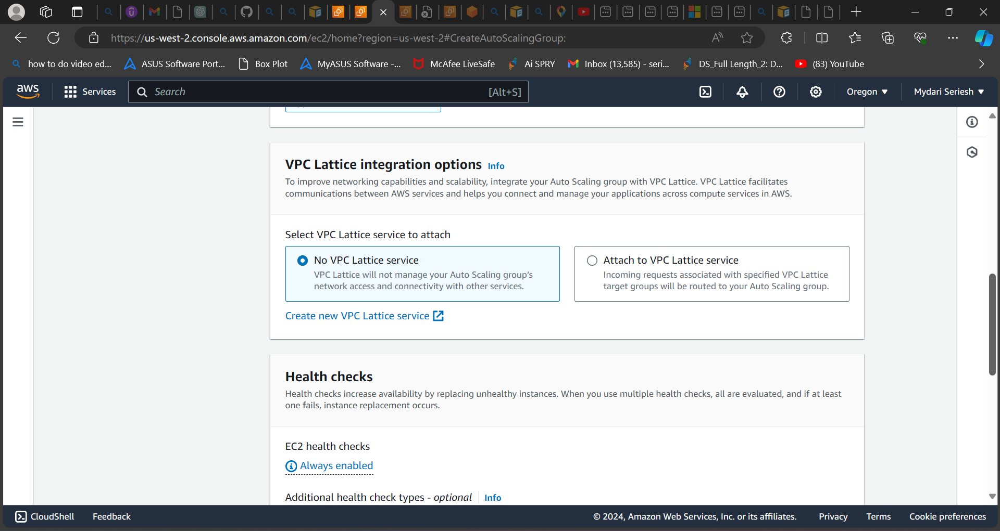 https://us-west-2.console.aws.amazon.com/ec2/home?region=us-west-2#CreateAutoScalingGroup:
how to do video ed...
ASUS Software Port...
Box Plot
MyASUS Software -...
McAfee LiveSafe
Ai SPRY
Inbox (13,585) - seri...
DS_Full Length_2: D...
(83) YouTube
aws
Services
Search
[Alt+S]
Oregon
Mydari Seriesh
VPC Lattice integration options Info
To improve networking capabilities and scalability, integrate your Auto Scaling group with VPC Lattice. VPC Lattice facilitates
communications between AWS services and helps you connect and manage your applications across compute services in AWS.
Select VPC Lattice service to attach
No VPC Lattice service
VPC Lattice will not manage your Auto Scaling group's
network access and connectivity with other services.
Attach to VPC Lattice service
Incoming requests associated with specified VPC Lattice
target groups will be routed to your Auto Scaling group.
Create new VPC Lattice service
Health checks
Health checks increase availability by replacing unhealthy instances. When you use multiple health checks, all are evaluated, and if at least
one fails, instance replacement occurs.
EC2 health checks
Always enabled
Additional health check types - optional Info
CloudShell
Feedback
© 2024, Amazon Web Services, Inc. or its affiliates.
Privacy
Terms
Cookie preferences